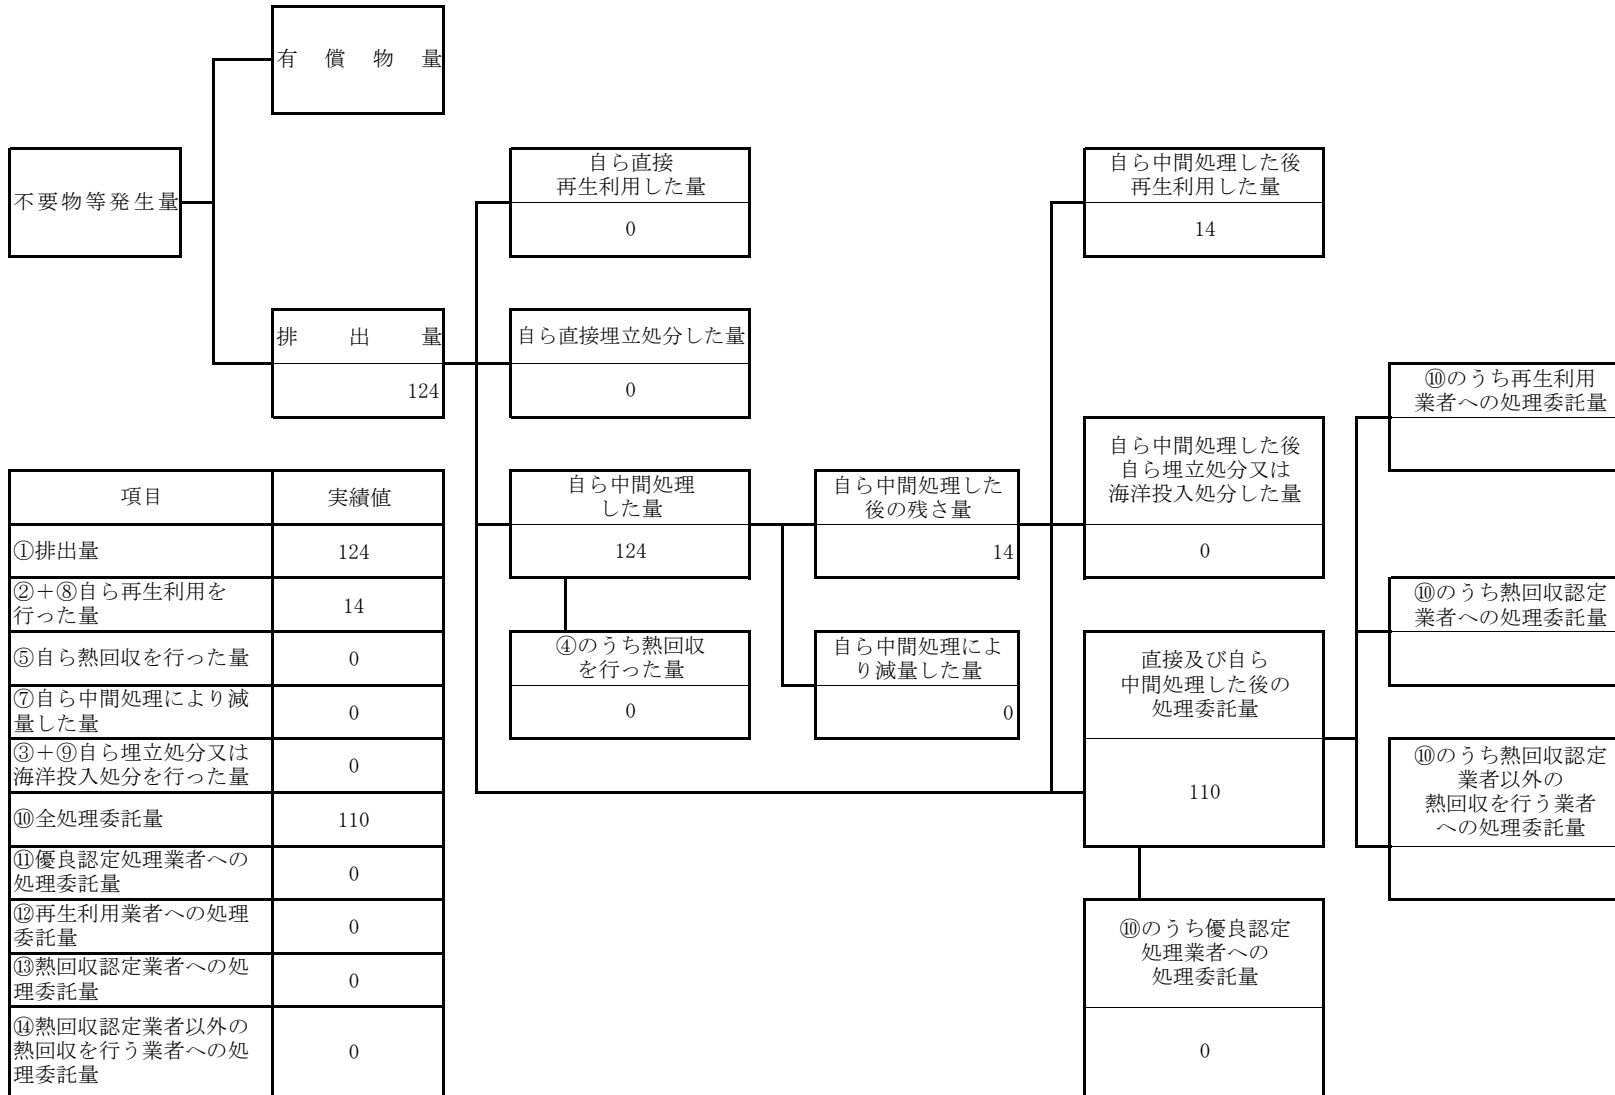 有償物量
不要物等発生量
自ら直接
再生利用した量
0
自ら中間処理した後
再生利用した量
14
排出量
124
自ら直接埋立処分した量
0
⑩のうち再生利用
業者への処理委託量
自ら中間処理した後
自ら埋立処分又は
海洋投入処分した量
0
自ら中間処理
した量
124
自ら中間処理した
後の残さ量
14
④のうち熱回収
を行った量
0
自ら中間処理によ
り減量した量
0
⑩のうち熱回収認定
業者への処理委託量
直接及び自ら
中間処理した後の
処理委託量
110
⑩のうち熱回収認定
業者以外の
熱回収を行う業者
への処理委託量
⑩のうち優良認定
処理業者への
処理委託量
0
項目 実績値
①排出量 124
②+⑧自ら再生利用を
行った量 14
⑤自ら熱回収を行った量 0
⑦自ら中間処理により減
量した量 0
③+⑨自ら埋立処分又は
海洋投入処分を行った量 0
⑩全処理委託量 110
⑪優良認定処理業者への
処理委託量 0
⑫再生利用業者への処理
委託量 0
⑬熱回収認定業者への処
理委託量 0
⑭熱回収認定業者以外の
熱回収を行う業者への処
理委託量 0